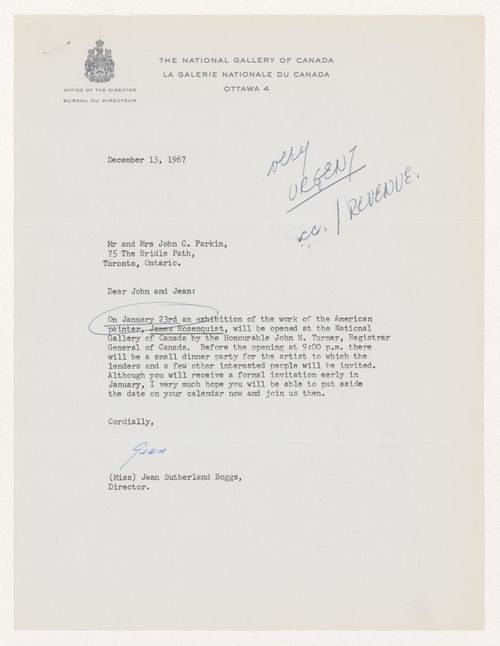 THE NATIONAL GALLERY OF CANADA
LA GALERIE NATIONALE DU CANADA
OTTAWA 4
OFFICE OF THE DIRECTOR
BUREAU DU DIRECTEUR
December 13, 1967
very
URGENT
cc. / REVENUE.
Mr and Mrs John C. Parkin,
75 The Bridle Path,
Toronto, Ontario.
Dear John and Jean:
On January 23rd an exhibition of the work of the American
painter, James Rosenquist, will be opened at the National
Gallery of Canada by the Honourable John N. Turner, Registrar
General of Canada. Before the opening at 9:00 p.m. there
will be a small dinner party for the artist to which the
lenders and a few other interested people will be invited.
Although you will receive a formal invitation early in
January, I very much hope you will be able to put aside
the date on your calendar now and join us then.
Cordially,
Jean
(Miss) Jean Sutherland Boggs,
Director.